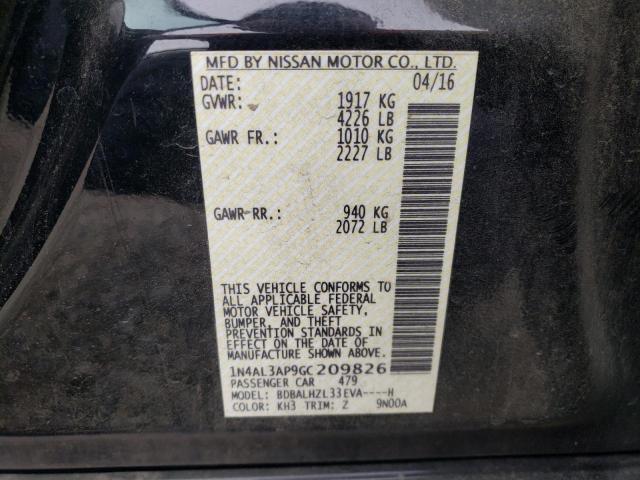 MFD BY NISSAN MOTOR CO., LTD.
DATE: 04/16
GVWR: 1917 KG
4226 LB
GAWR FR.: 1010 KG
2227 LB
GAWR-RR.: 940 KG
2072 LB
THIS VEHICLE CONFORMS TO
ALL APPLICABLE FEDERAL
MOTOR VEHICLE SAFETY,
BUMPER, AND THEFT
PREVENTION STANDARDS IN
EFFECT ON THE DATE OF
MANUFACTURE SHOWN ABOVE.
1N4AL3AP9GC209826
PASSENGER CAR 479
MODEL: BDBALHZL33EVA----H
COLOR: KH3 TRIM: Z 9N00A